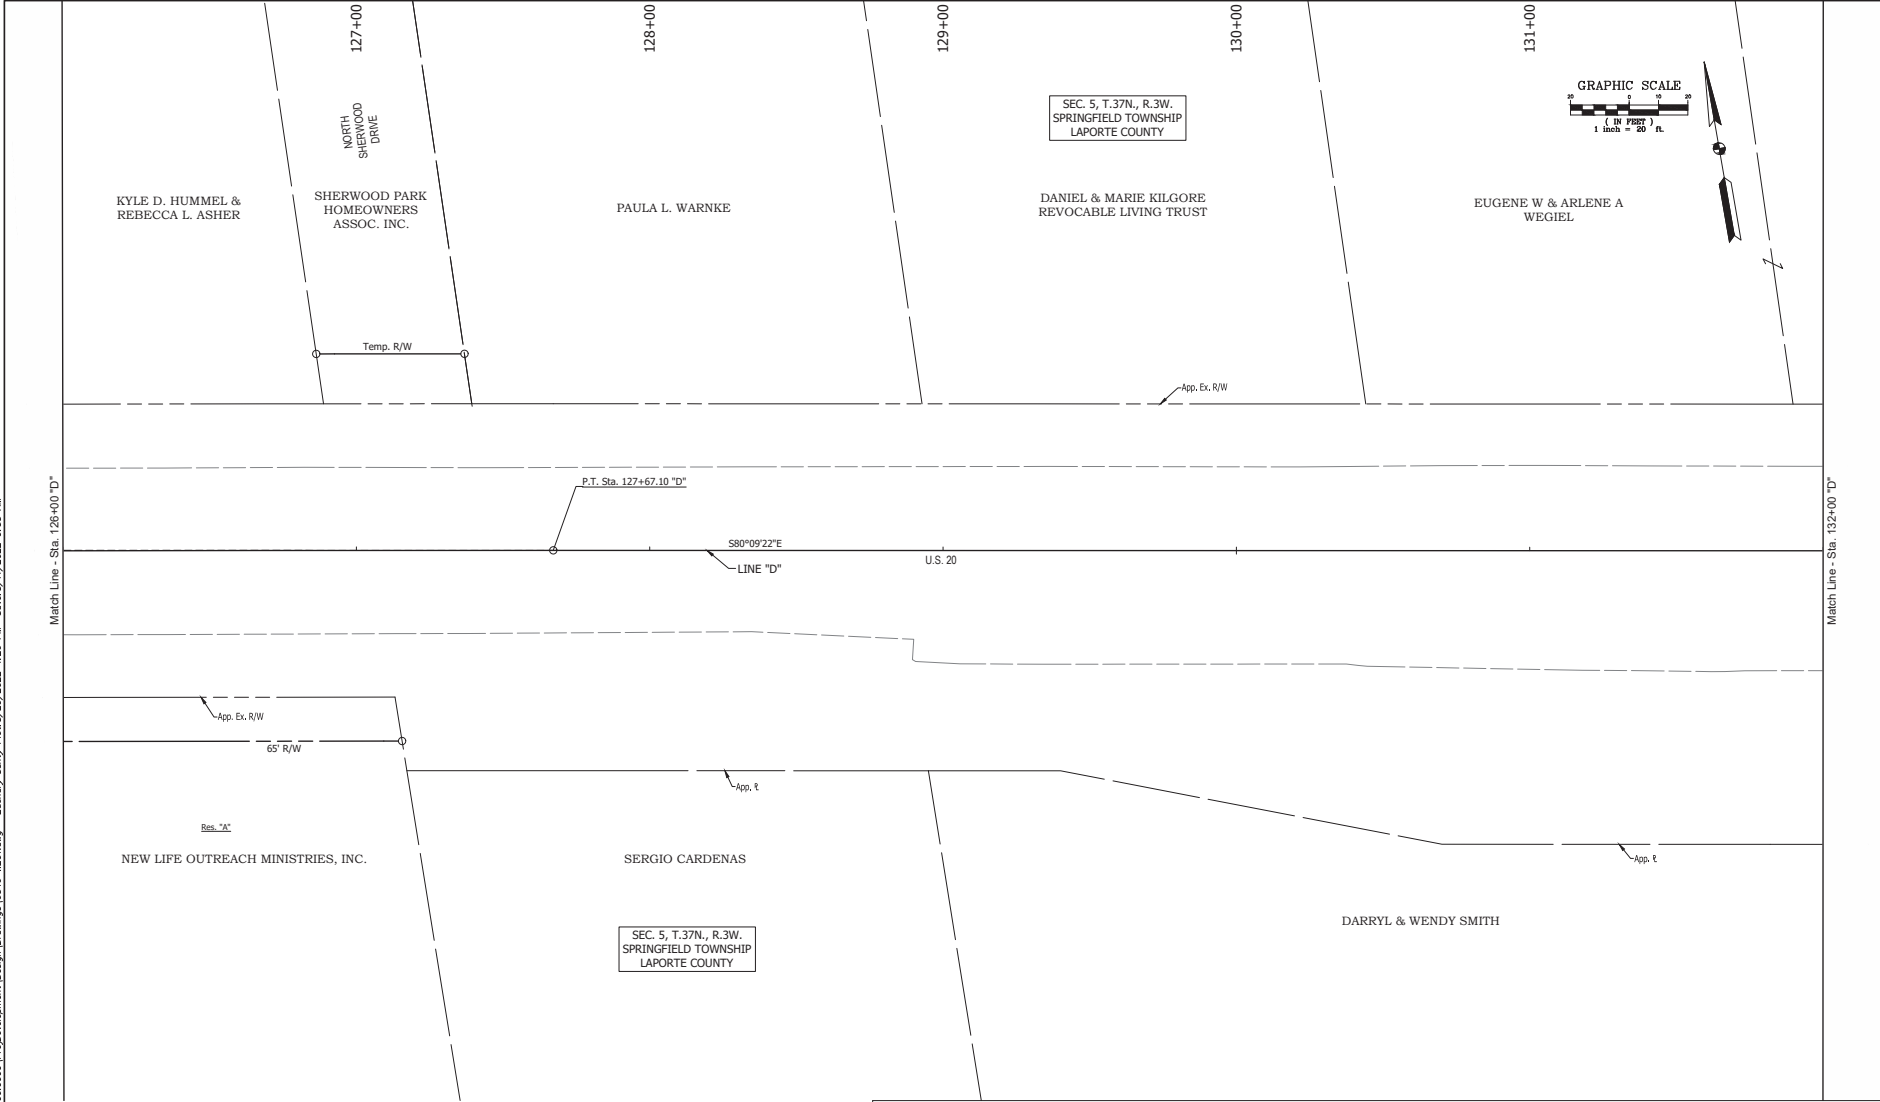 127+00
128+00
129+00
130+00
131+00
GRAPHIC SCALE
20 0 10 20
( IN FEET )
1 inch = 20 ft.
SEC. 5, T.37N., R.3W.
SPRINGFIELD TOWNSHIP
LAPORTE COUNTY
NORTH
SHERWOOD
DRIVE
KYLE D. HUMMEL &
REBECCA L. ASHER
SHERWOOD PARK
HOMEOWNERS
ASSOC. INC.
PAULA L. WARNKE
DANIEL & MARIE KILGORE
REVOCABLE LIVING TRUST
EUGENE W & ARLENE A
WEGIEL
Temp. R/W
App. Ex. R/W
Match Line - Sta. 126+00 "D"
P.T. Sta. 127+67.10 "D"
S80°09'22"E
LINE "D"
U.S. 20
Match Line - Sta. 132+00 "D"
App. Ex. R/W
65' R/W
App. ℄
App. ℄
Res. "A"
NEW LIFE OUTREACH MINISTRIES, INC.
SERGIO CARDENAS
DARRYL & WENDY SMITH
SEC. 5, T.37N., R.3W.
SPRINGFIELD TOWNSHIP
LAPORTE COUNTY